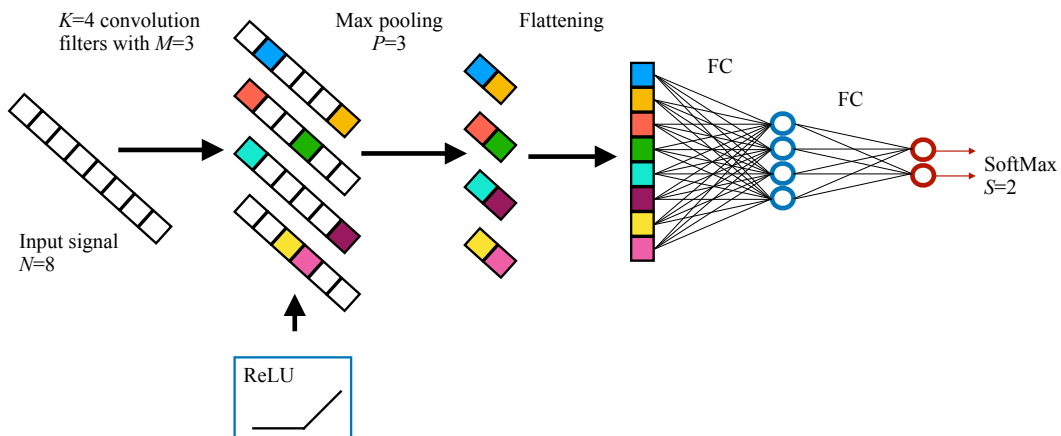 K=4 convolution
filters with M=3
Max pooling
P=3
Flattening
FC
FC
SoftMax
S=2
Input signal
N=8
ReLU